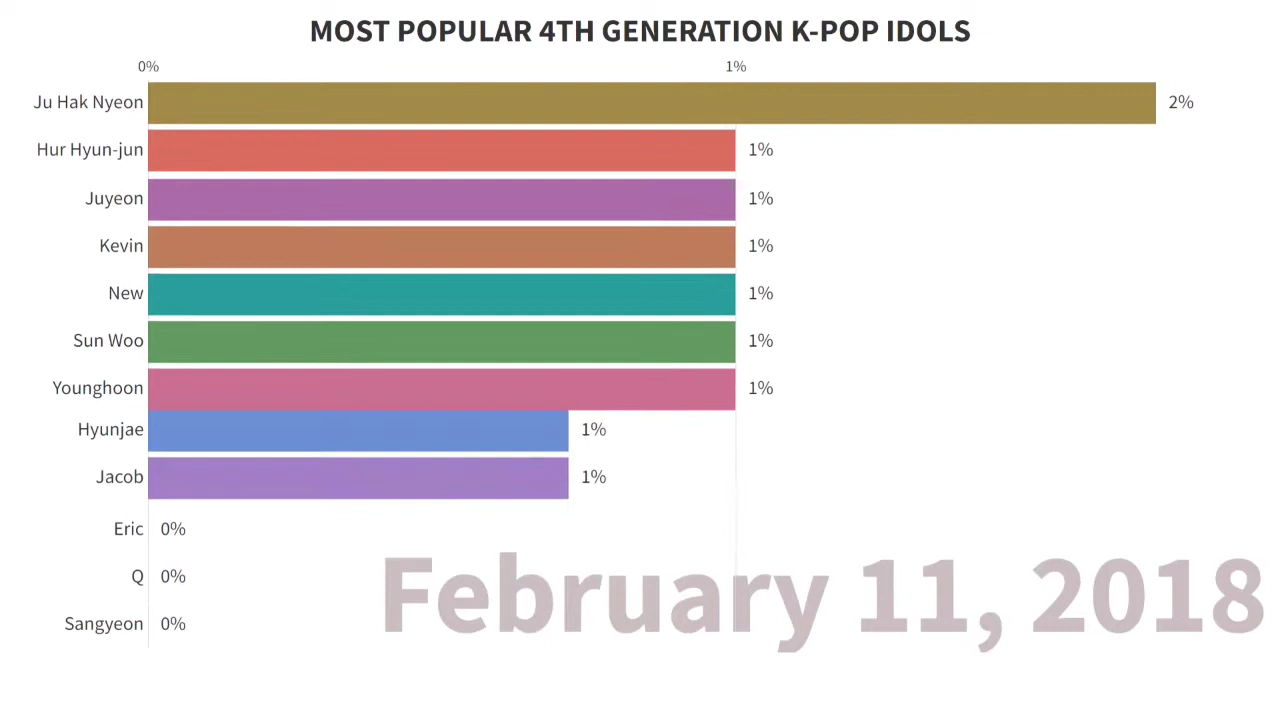 MOST POPULAR 4TH GENERATION K-POP IDOLS
0% 1%
Ju Hak Nyeon 2%
Hur Hyun-jun 1%
Juyeon 1%
Kevin 1%
New 1%
Sun Woo 1%
Younghoon 1%
Hyunjae 1%
Jacob 1%
Eric 0%
Q 0%
Sangyeon 0%
February 11, 2018